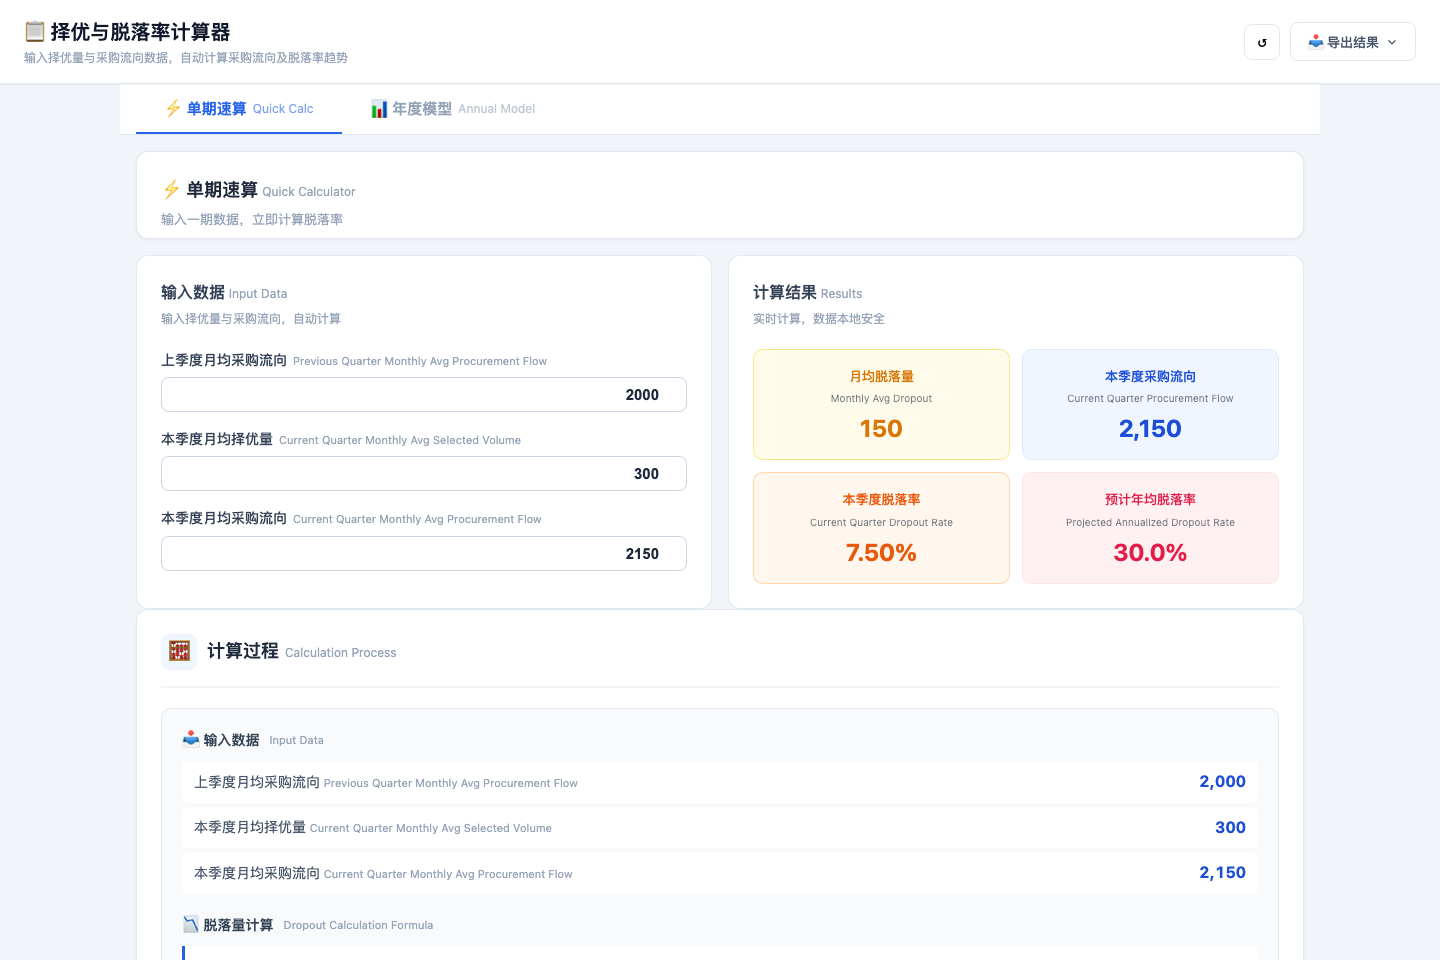 择优与脱落率计算器
输入择优量与采购流向数据，自动计算采购流向及脱落率趋势
↺
导出结果
单期速算 Quick Calc
年度模型 Annual Model
单期速算 Quick Calculator
输入一期数据，立即计算脱落率
输入数据 Input Data
输入择优量与采购流向，自动计算
上季度月均采购流向 Previous Quarter Monthly Avg Procurement Flow
2000
本季度月均择优量 Current Quarter Monthly Avg Selected Volume
300
本季度月均采购流向 Current Quarter Monthly Avg Procurement Flow
2150
计算结果 Results
实时计算，数据本地安全
月均脱落量
Monthly Avg Dropout
150
本季度采购流向
Current Quarter Procurement Flow
2,150
本季度脱落率
Current Quarter Dropout Rate
7.50%
预计年均脱落率
Projected Annualized Dropout Rate
30.0%
计算过程 Calculation Process
输入数据 Input Data
上季度月均采购流向 Previous Quarter Monthly Avg Procurement Flow 2,000
本季度月均择优量 Current Quarter Monthly Avg Selected Volume 300
本季度月均采购流向 Current Quarter Monthly Avg Procurement Flow 2,150
脱落量计算 Dropout Calculation Formula